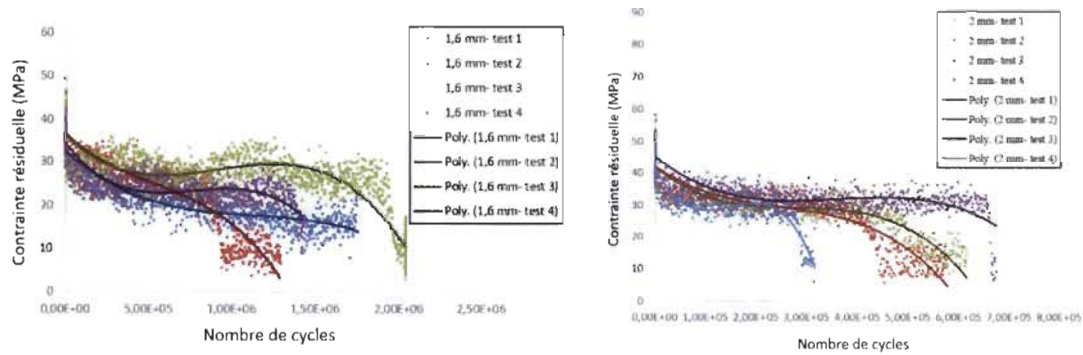 60
50
40
30
20
10
0
Contrainte résiduelle (MPa)
0,00E+00 5,00E+05 1,00E+06 1,50E+06 2,00E+06 2,50E+06
Nombre de cycles
1,6 mm- test 1
1,6 mm- test 2
1,6 mm- test 3
1,6 mm- test 4
Poly. (1,6 mm- test 1)
Poly. (1,6 mm- test 2)
Poly. (1,6 mm- test 3)
Poly. (1,6 mm- test 4)
90
80
70
60
50
40
30
20
10
0
Contrainte résiduelle (MPa)
0,00E+00 1,00E+05 2,00E+05 3,00E+05 4,00E+05 5,00E+05 6,00E+05 7,00E+05 8,00E+05
Nombre de cycles
2 mm- test 1
2 mm- test 2
2 mm- test 3
2 mm- test 4
Poly. (2 mm- test 1)
Poly. (2 mm- test 2)
Poly. (2 mm- test 3)
Poly. (2 mm- test 4)